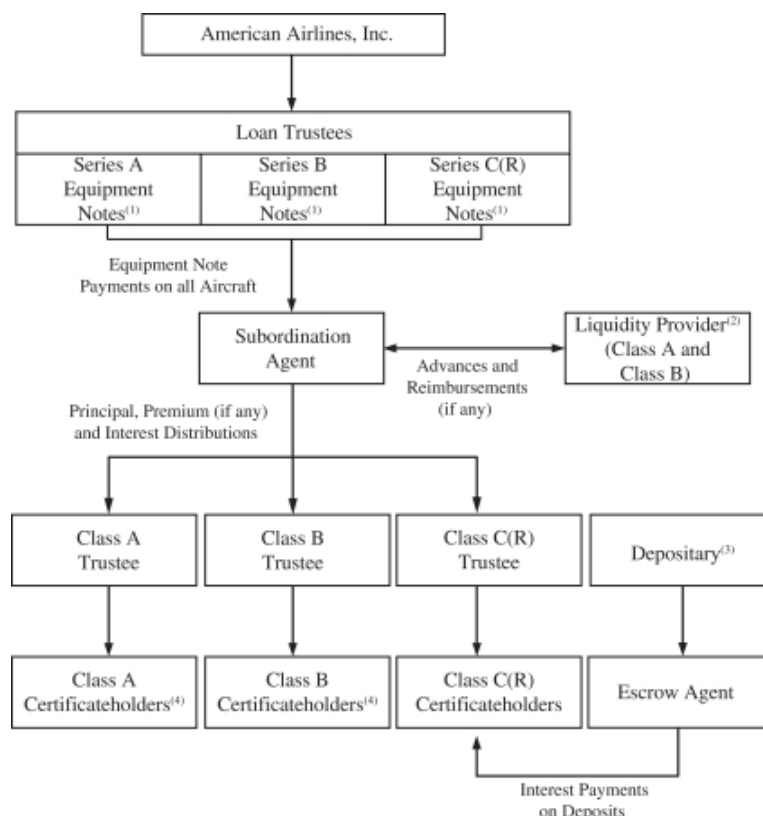 American Airlines, Inc.
Loan Trustees
Series A
Equipment
Notes(1)
Series B
Equipment
Notes(1)
Series C(R)
Equipment
Notes(1)
Equipment Note
Payments on all Aircraft
Subordination
Agent
Advances and
Reimbursements
(if any)
Liquidity Provider(2)
(Class A and
Class B)
Principal, Premium (if any)
and Interest Distributions
Class A
Trustee
Class B
Trustee
Class C(R)
Trustee
Depositary(3)
Class A
Certificateholders(4)
Class B
Certificateholders(4)
Class C(R)
Certificateholders
Escrow Agent
Interest Payments
on Deposits